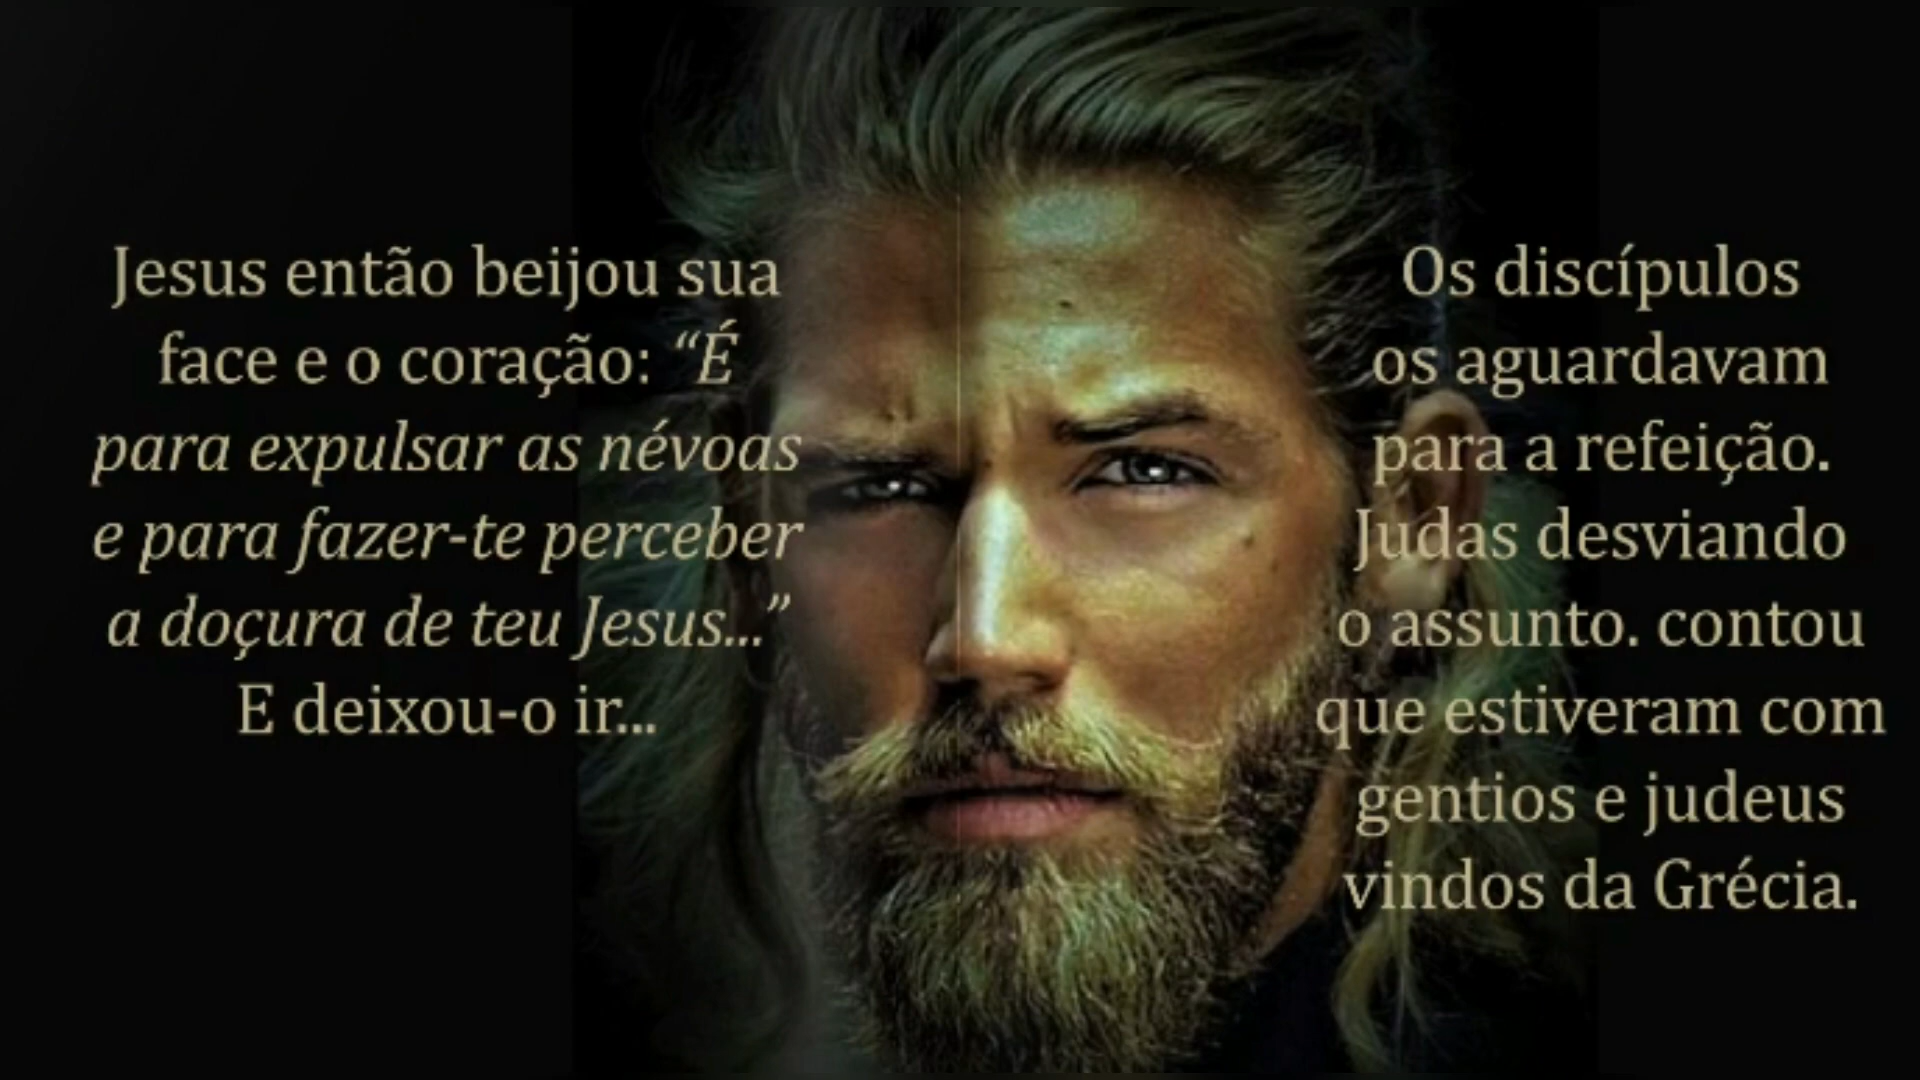 Jesus então beijou sua
face e o coração: “É
para expulsar as névoas
e para fazer-te perceber
a doçura de teu Jesus...”
E deixou-o ir...
Os discípulos
os aguardavam
para a refeição.
Judas desviando
o assunto. contou
que estiveram com
gentios e judeus
vindos da Grécia.